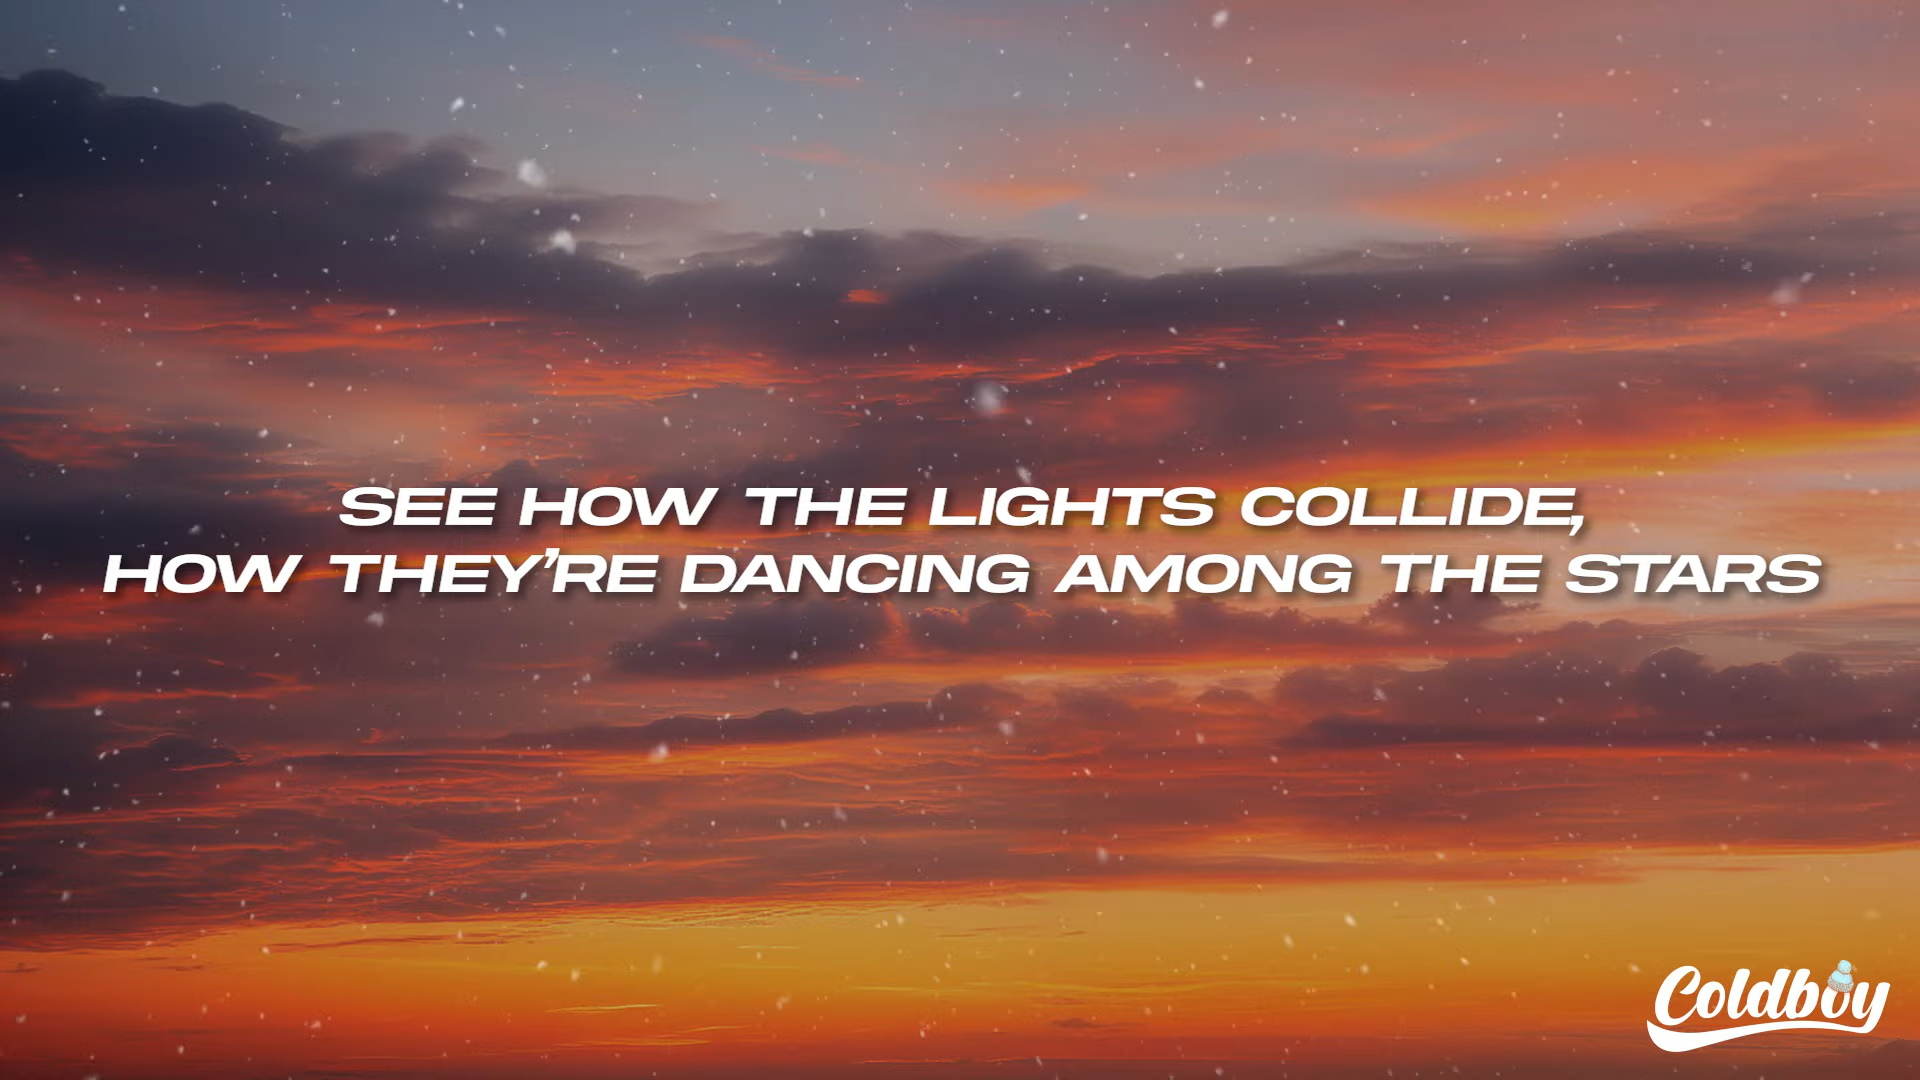 SEE HOW THE LIGHTS COLLIDE,
HOW THEY'RE DANCING AMONG THE STARS
Coldboy